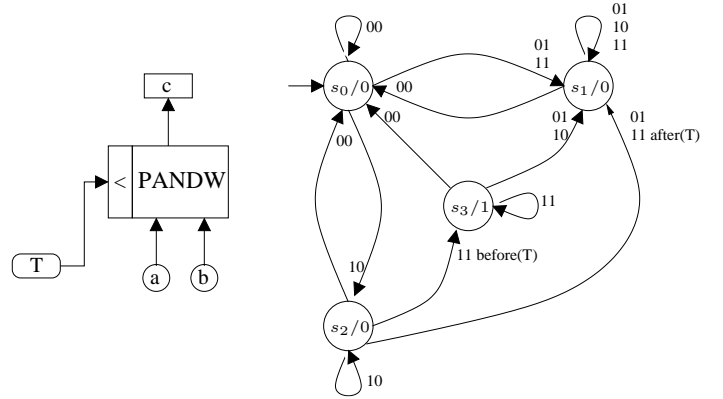 c
< PANDW
T
a b
00
s0/0
01
11
00
01
10
11
s1/0
00
00
01
10
01
11 after(T)
s3/1
11
10
11 before(T)
s2/0
10